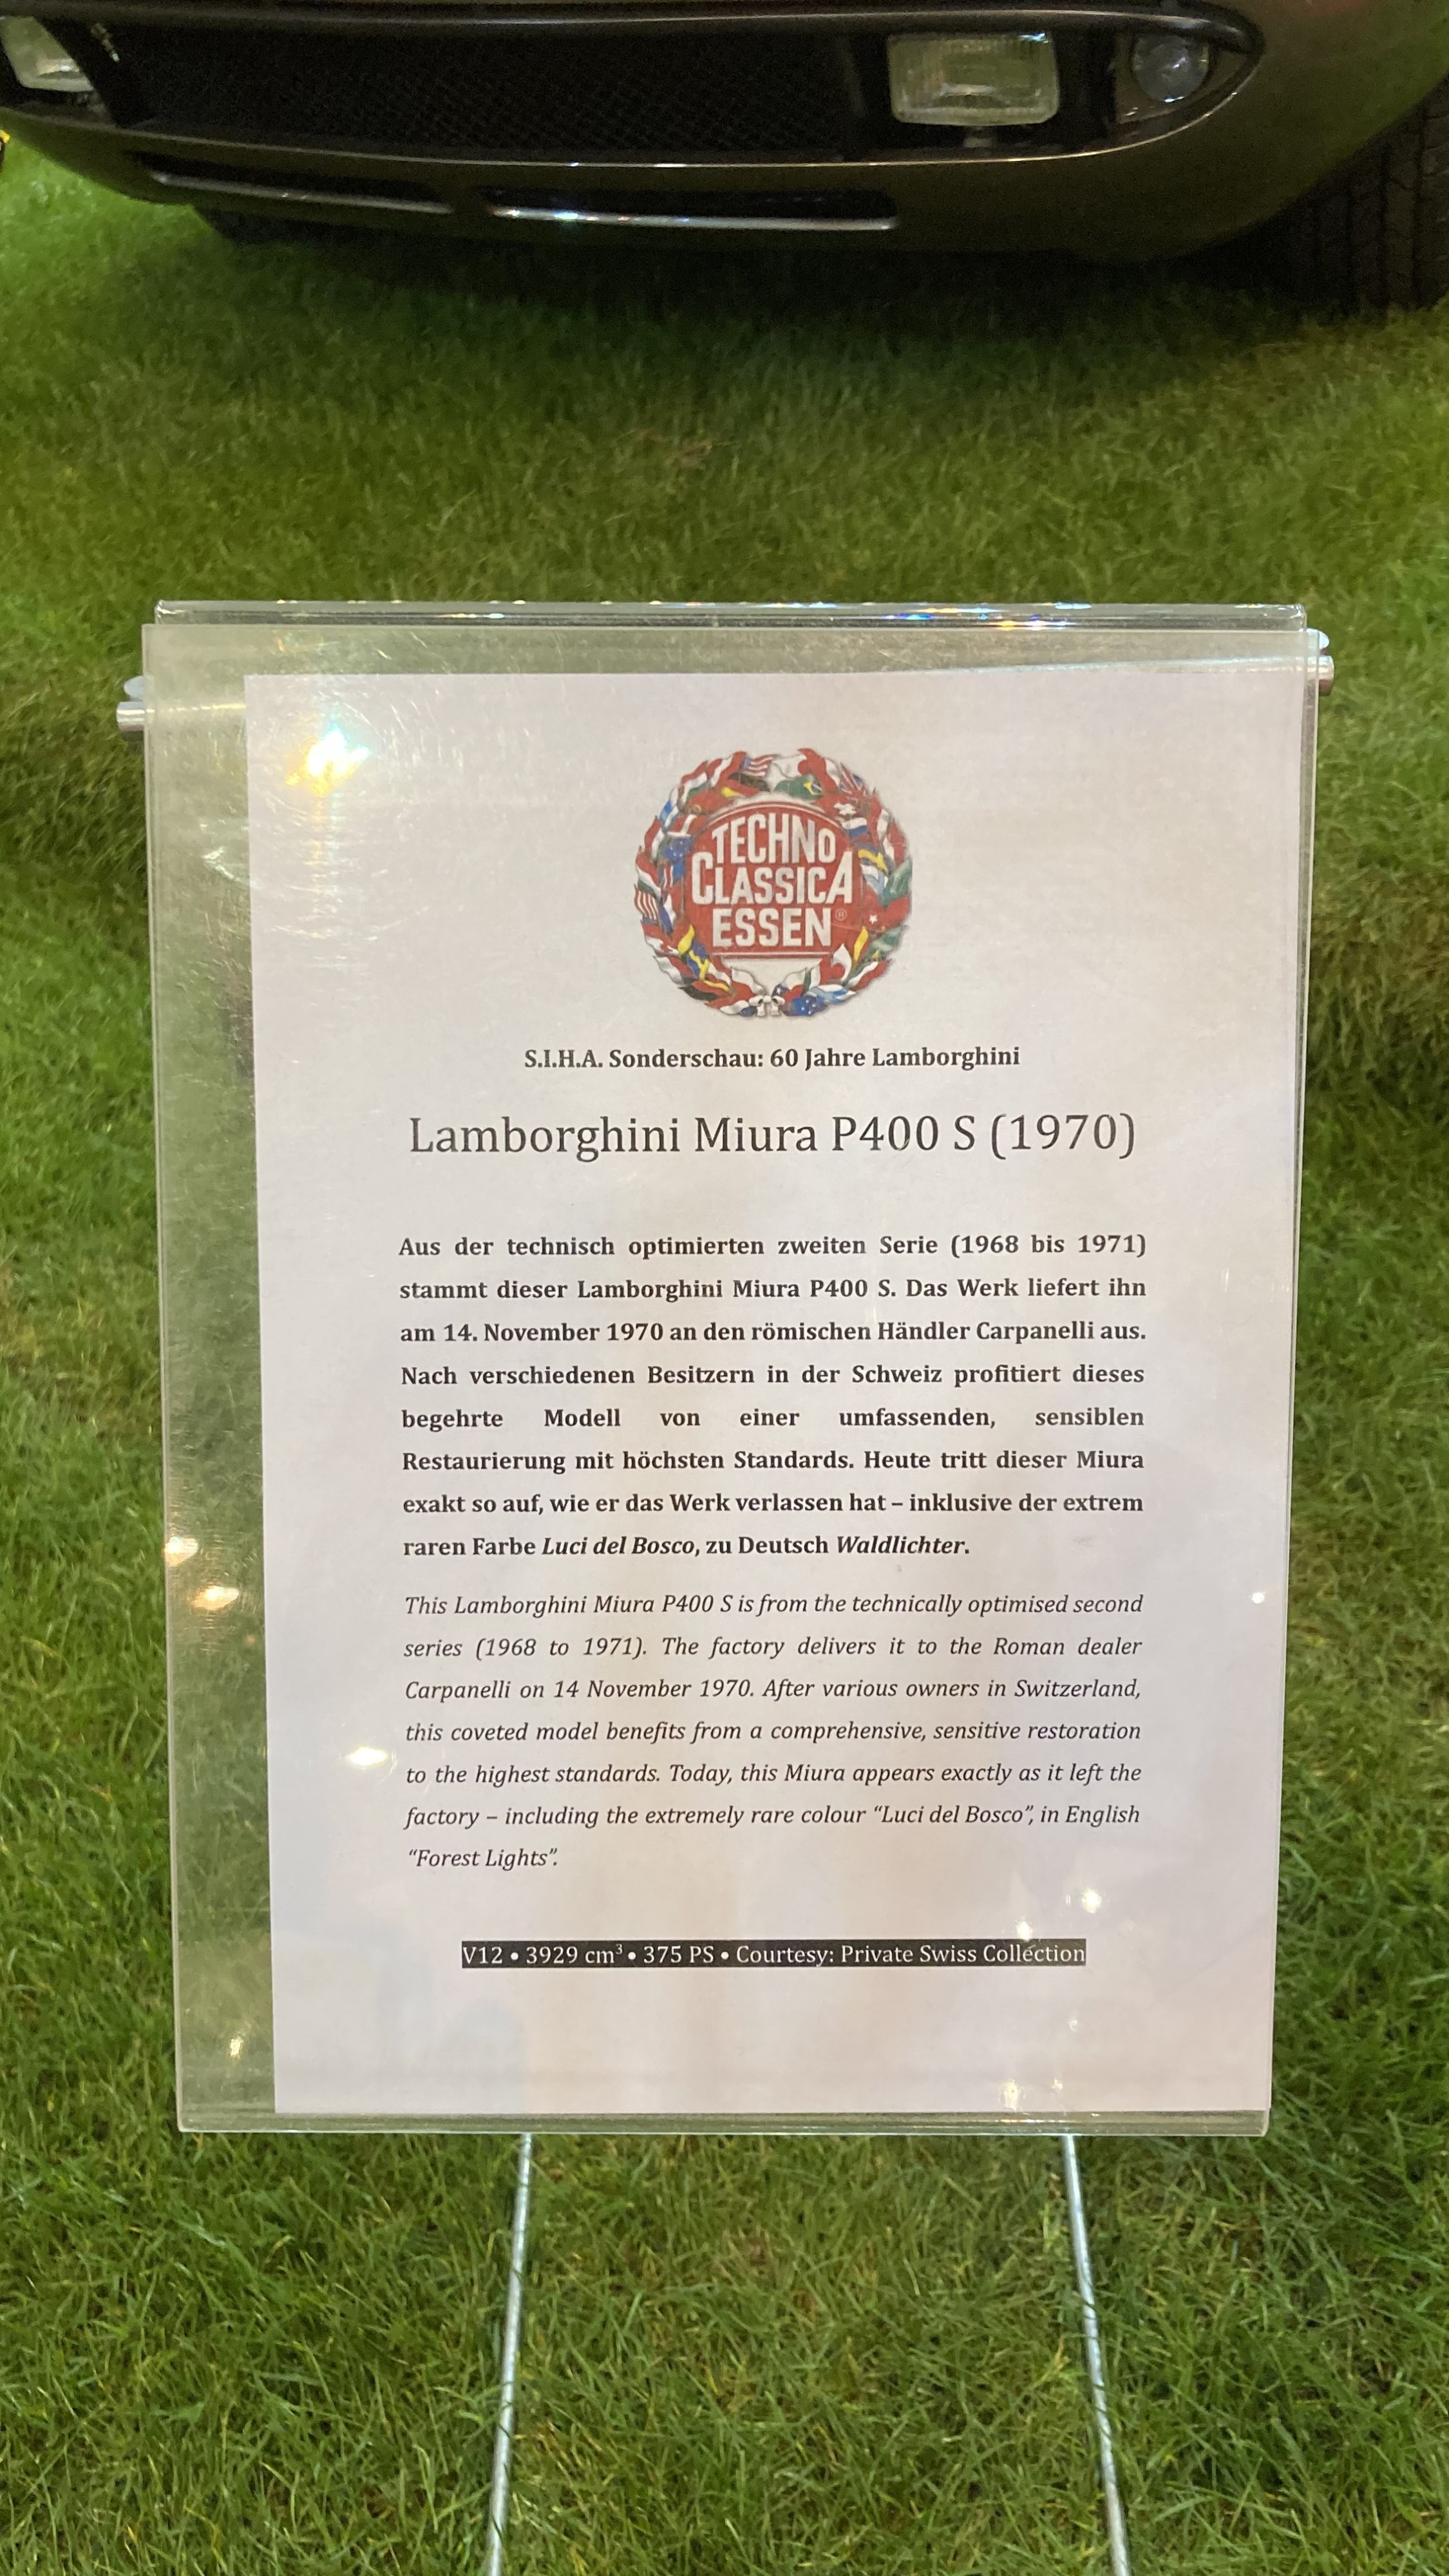 TECHNO
CLASSICA
ESSEN®
S.I.H.A. Sonderschau: 60 Jahre Lamborghini
Lamborghini Miura P400 S (1970)
Aus der technisch optimierten zweiten Serie (1968 bis 1971)
stammt dieser Lamborghini Miura P400 S. Das Werk liefert ihn
am 14. November 1970 an den römischen Händler Carpanelli aus.
Nach verschiedenen Besitzern in der Schweiz profitiert dieses
begehrte Modell von einer umfassenden, sensiblen
Restaurierung mit höchsten Standards. Heute tritt dieser Miura
exakt so auf, wie er das Werk verlassen hat – inklusive der extrem
raren Farbe Luci del Bosco, zu Deutsch Waldlichter.
This Lamborghini Miura P400 S is from the technically optimised second
series (1968 to 1971). The factory delivers it to the Roman dealer
Carpanelli on 14 November 1970. After various owners in Switzerland,
this coveted model benefits from a comprehensive, sensitive restoration
to the highest standards. Today, this Miura appears exactly as it left the
factory – including the extremely rare colour “Luci del Bosco”, in English
“Forest Lights”.
V12 • 3929 cm³ • 375 PS • Courtesy: Private Swiss Collection